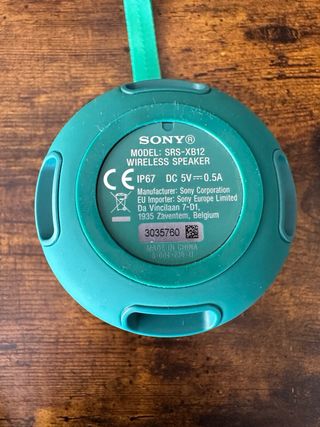 SONY®
MODEL: SRS-XB12
WIRELESS SPEAKER
CE IP67 DC 5V⎓0.5A
Manufacturer: Sony Corporation
EU Importer: Sony Europe Limited
Da Vincilaan 7-D1,
1935 Zaventem, Belgium
3035760
MADE IN CHINA